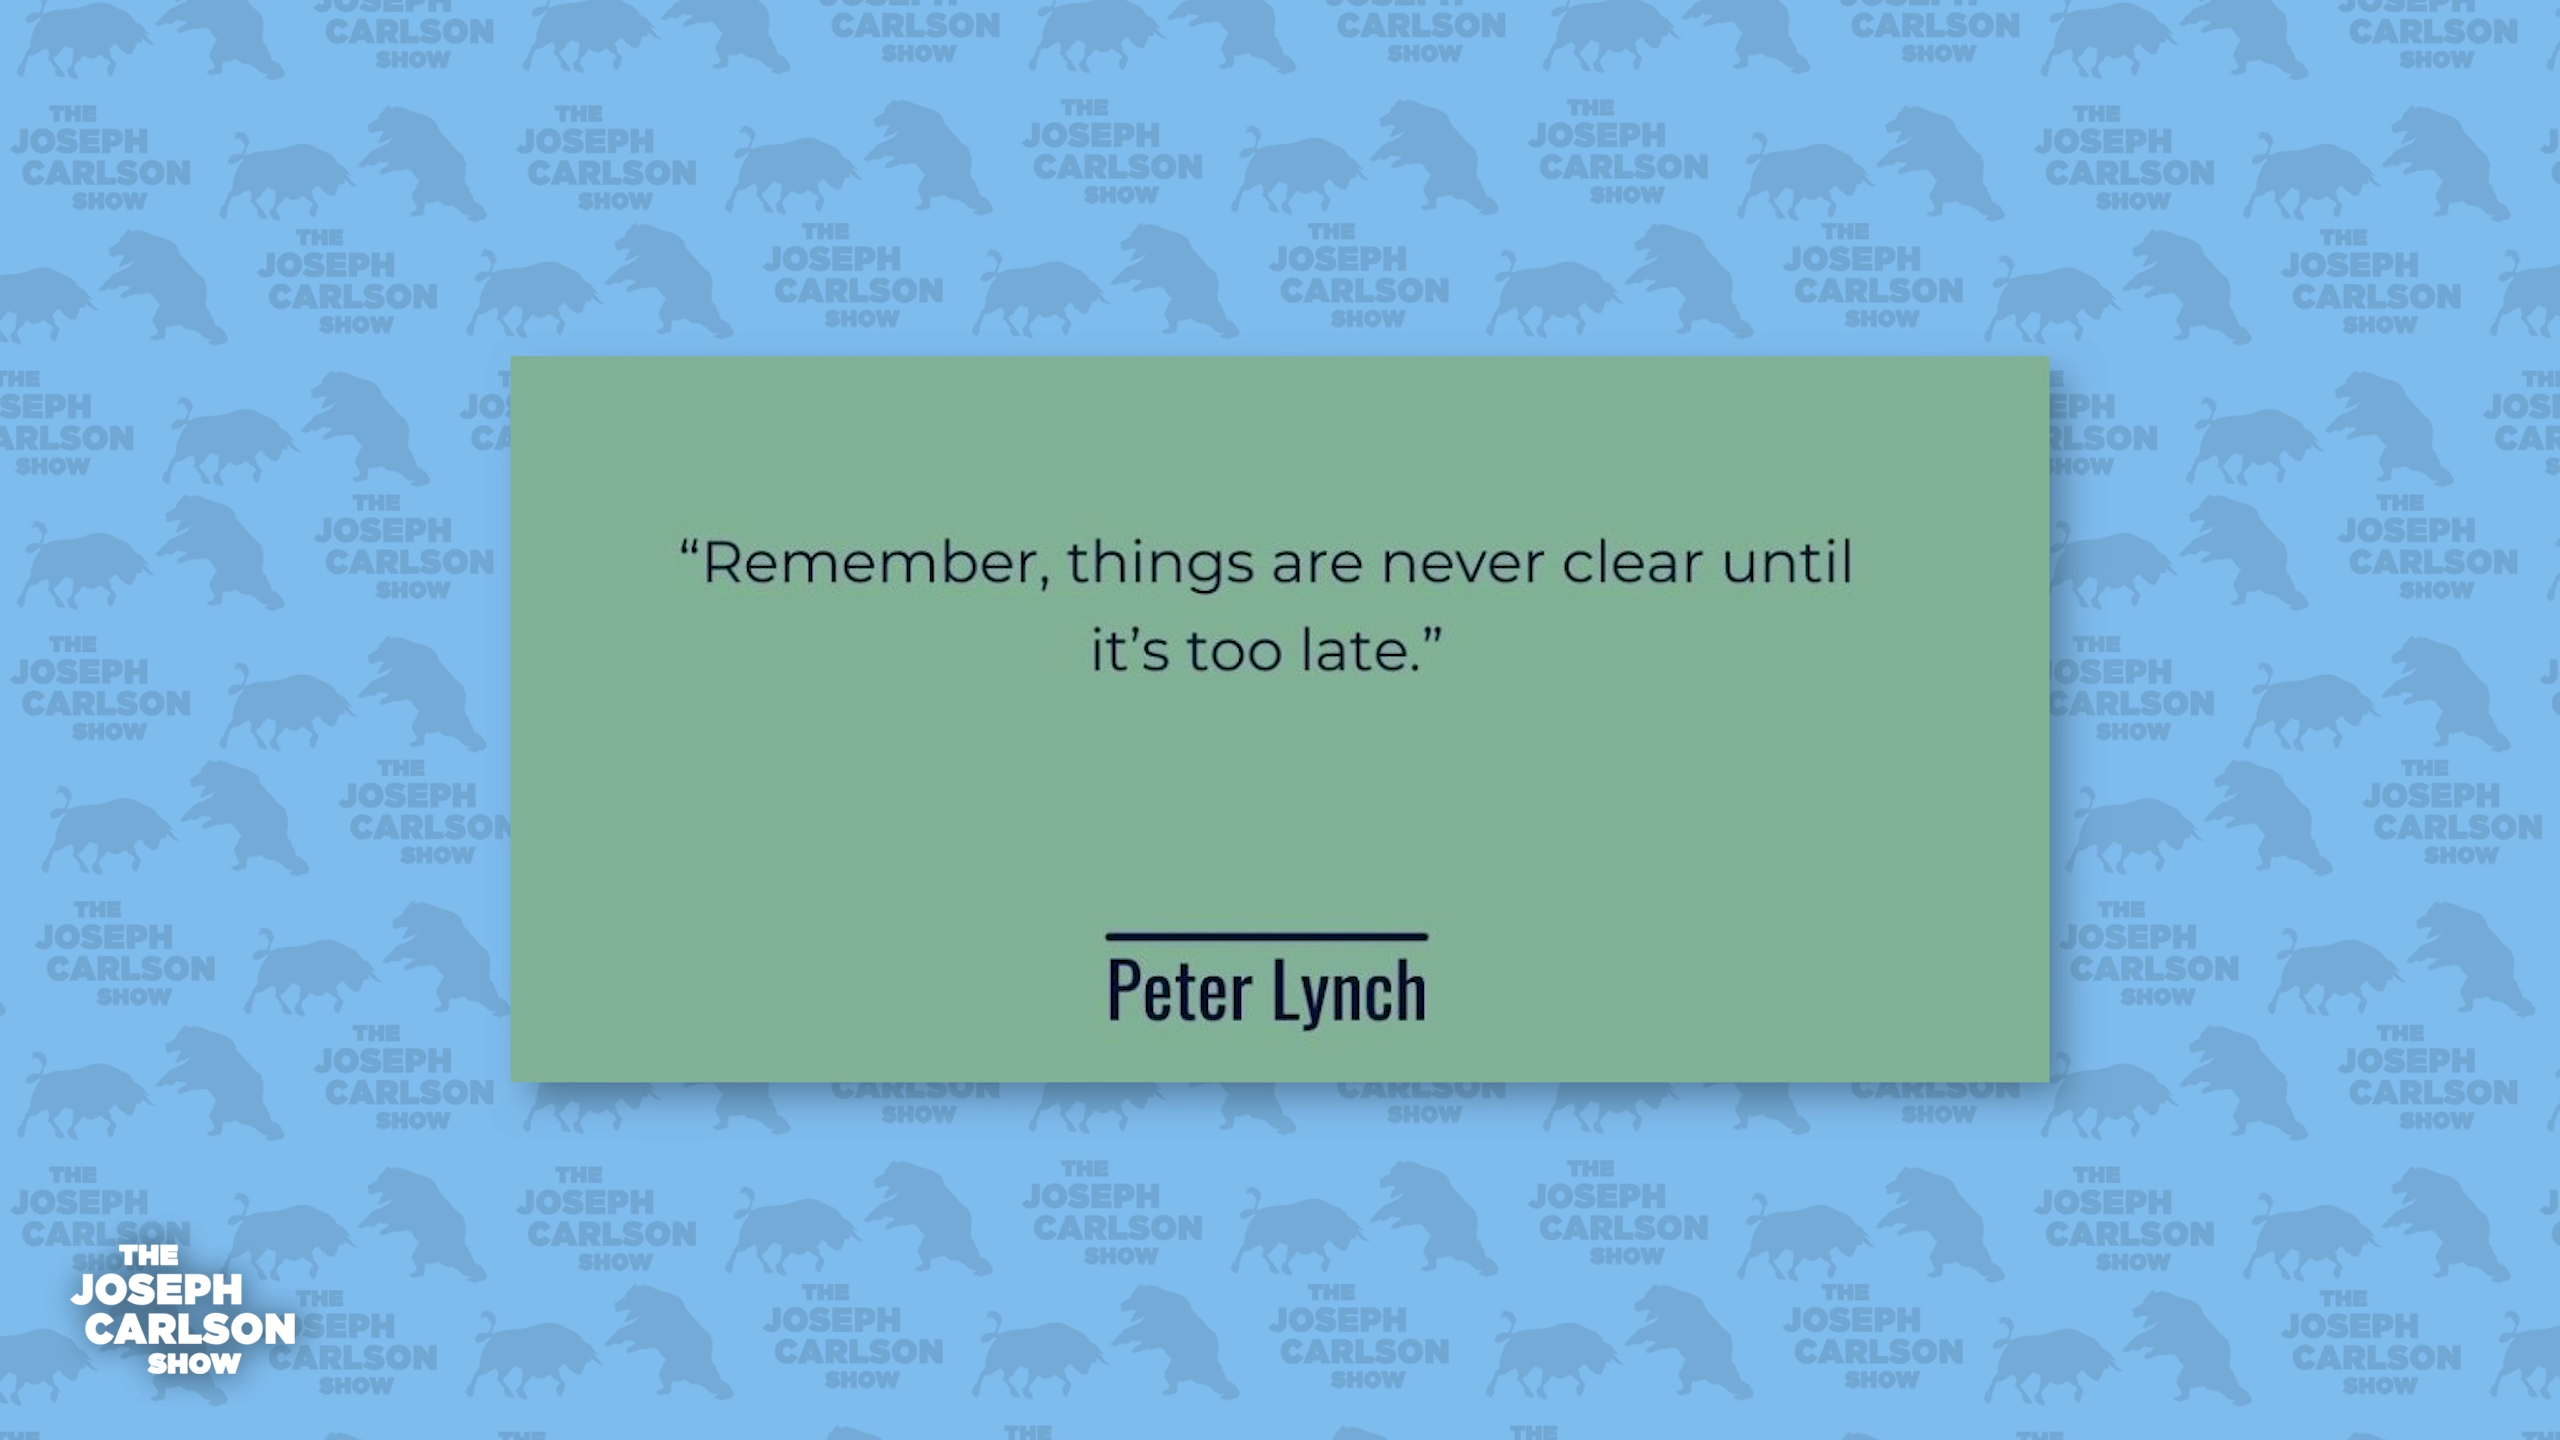 “Remember, things are never clear until
it’s too late.”
Peter Lynch
THE
JOSEPH
CARLSON
SHOW